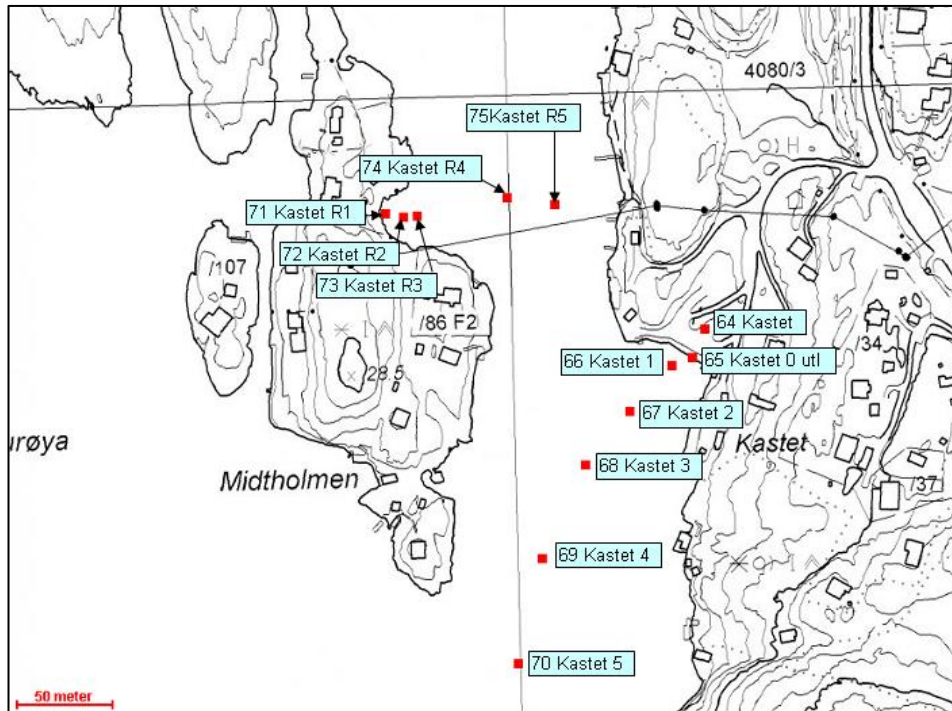 4080/3
75Kastet R5
74 Kastet R4
71 Kastet R1
72 Kastet R2
73 Kastet R3
/107
/86 F2
28.5
64 Kastet
65 Kastet 0 utl
66 Kastet 1
/34
67 Kastet 2
Kastet
urøya
68 Kastet 3
Midtholmen
/37
69 Kastet 4
70 Kastet 5
50 meter